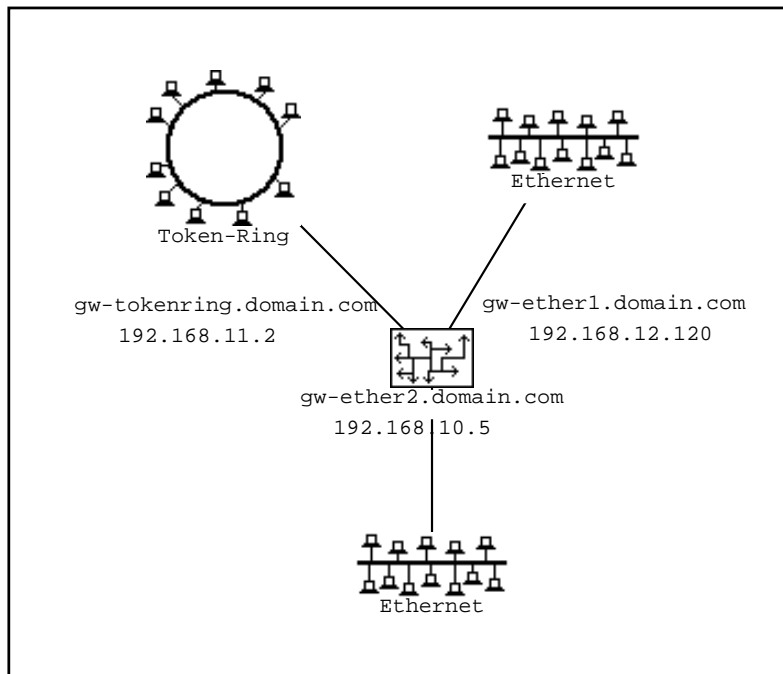 Ethernet
Token-Ring
gw-tokenring.domain.com
192.168.11.2
gw-ether1.domain.com
192.168.12.120
gw-ether2.domain.com
192.168.10.5
Ethernet